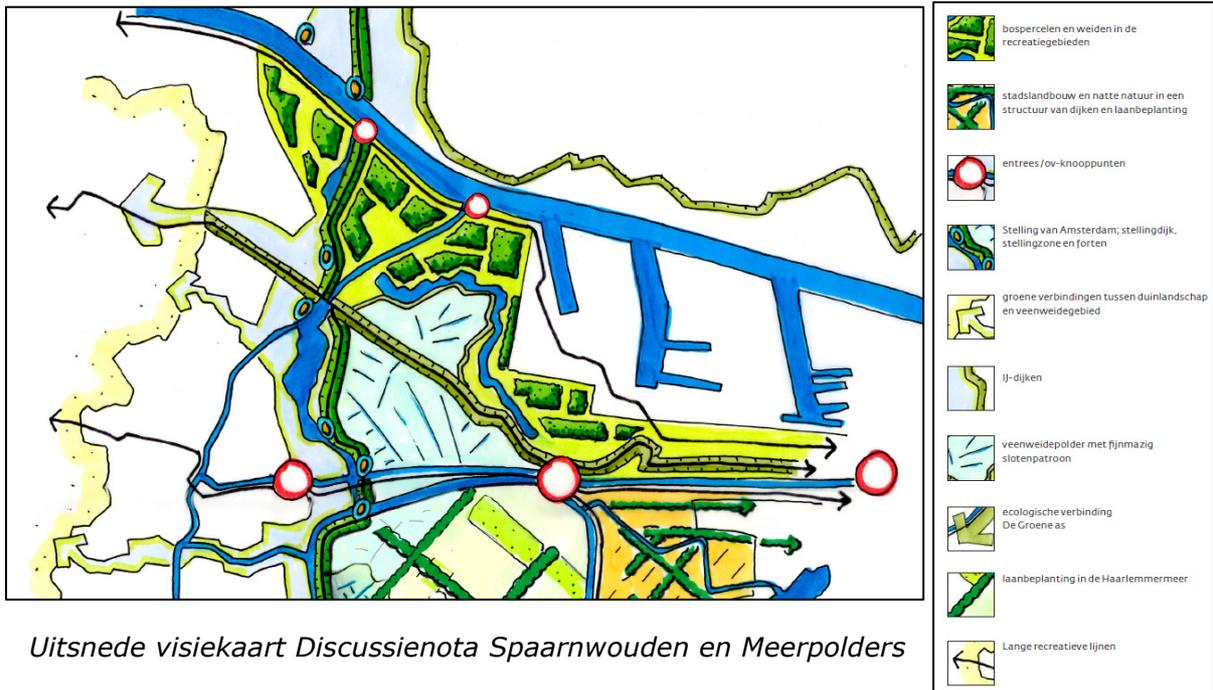 bospercelen en weiden in de
recreatiegebieden
stadslandbouw en natte natuur in een
structuur van dijken en laanbeplanting
entrees/ov-knooppunten
Stelling van Amsterdam; stellingdijk,
stellingzone en forten
groene verbindingen tussen duinlandschap
en veenweidegebied
IJ-dijken
veenweidepolder met fijnmazig
slotenpatroon
ecologische verbinding
De Groene as
laanbeplanting in de Haarlemmermeer
Lange recreatieve lijnen
Uitsnede visiekaart Discussienota Spaarnwouden en Meerpolders